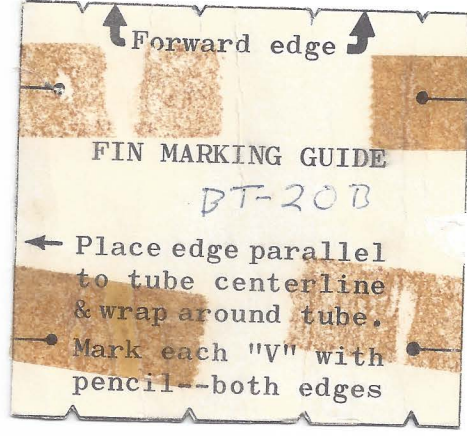 Forward edge
FIN MARKING GUIDE
BT-20B
Place edge parallel
to tube centerline
& wrap around tube.
Mark each "V" with
pencil--both edges